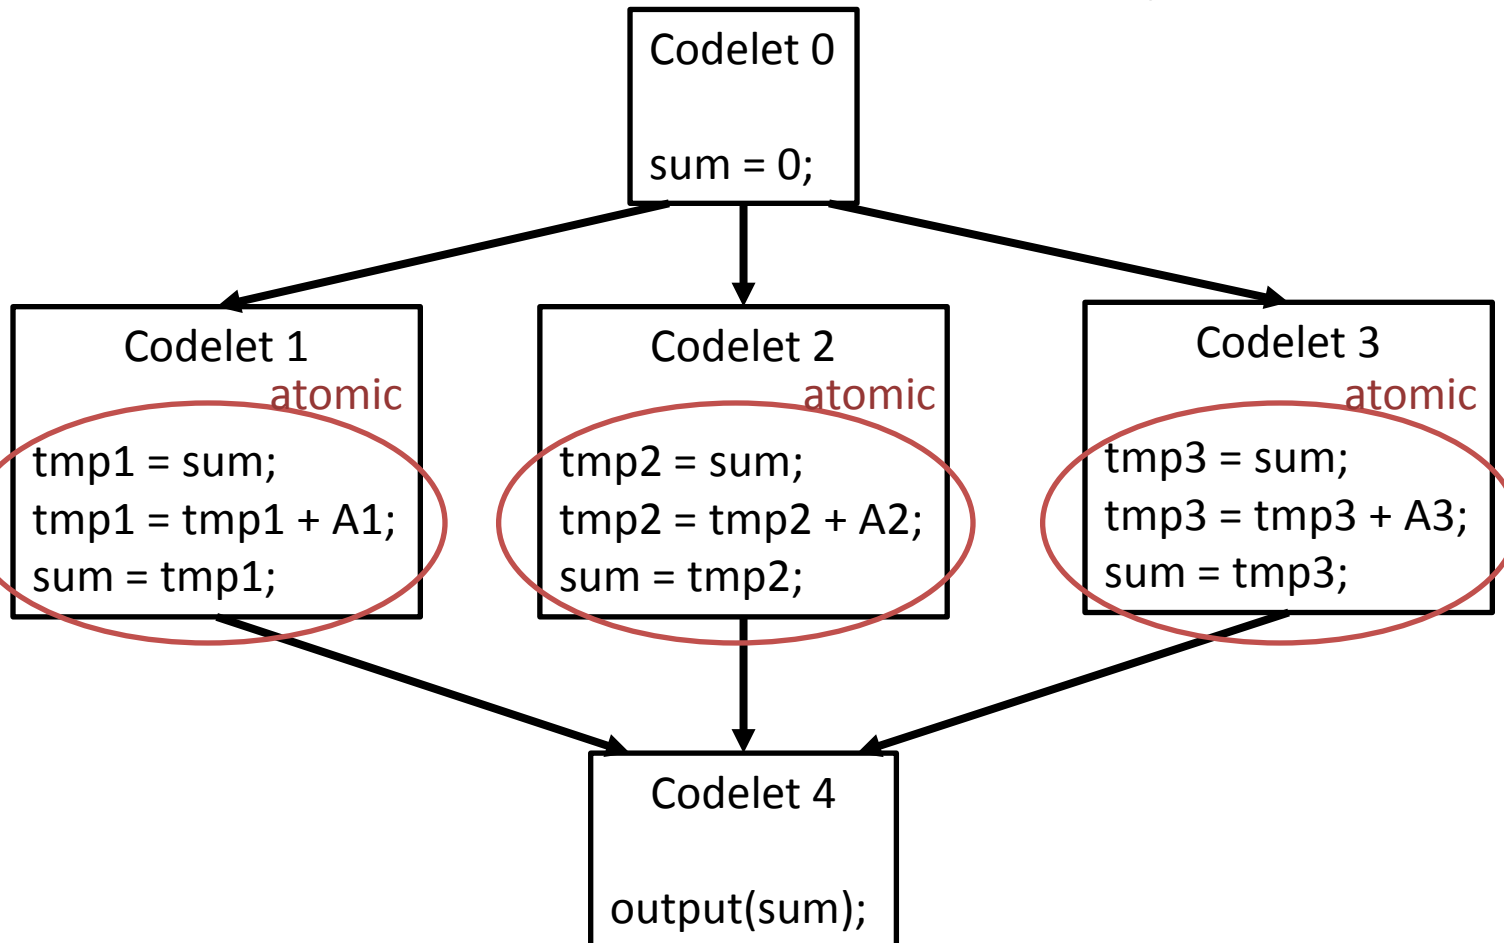 Codelet 0
sum = 0;
Codelet 1
atomic
tmp1 = sum;
tmp1 = tmp1 + A1;
sum = tmp1;
Codelet 2
atomic
tmp2 = sum;
tmp2 = tmp2 + A2;
sum = tmp2;
Codelet 3
atomic
tmp3 = sum;
tmp3 = tmp3 + A3;
sum = tmp3;
Codelet 4
output(sum);